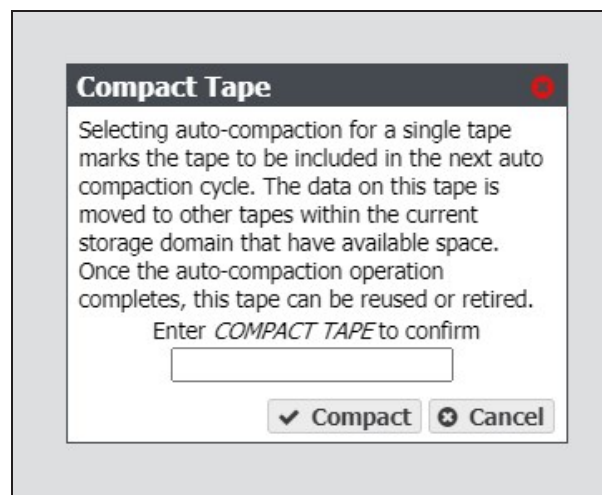 Compact Tape
Selecting auto-compaction for a single tape
marks the tape to be included in the next auto
compaction cycle. The data on this tape is
moved to other tapes within the current
storage domain that have available space.
Once the auto-compaction operation
completes, this tape can be reused or retired.
Enter COMPACT TAPE to confirm
Compact Cancel